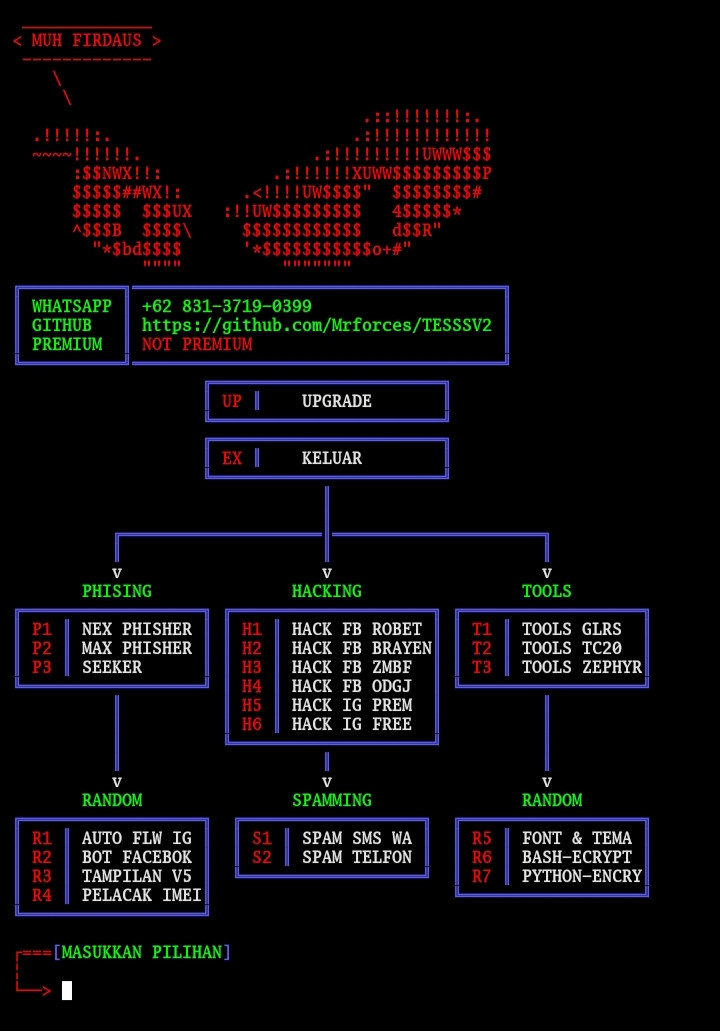 < MUH FIRDAUS >
.::!!!!!!!:.
.!!!!!:. .:!!!!!!!!!!!!
~~~~!!!!!!. .:!!!!!!!!!UWWW$$$
:$$NWX!!: .:!!!!!!XUWW$$$$$$$$$P
$$$$$##WX!: .<!!!!UW$$$$" $$$$$$$$#
$$$$$ $$$UX :!!UW$$$$$$$$$ 4$$$$$*
^$$$B $$$$\ $$$$$$$$$$$$ d$$R"
"*$bd$$$$ '*$$$$$$$$$$$o+#"
"""" """""""
WHATSAPP +62 831-3719-0399
GITHUB https://github.com/Mrforces/TESSSV2
PREMIUM NOT PREMIUM
UP UPGRADE
EX KELUAR
v v v
PHISING HACKING TOOLS
P1 NEX PHISHER H1 HACK FB ROBET T1 TOOLS GLRS
P2 MAX PHISHER H2 HACK FB BRAYEN T2 TOOLS TC20
P3 SEEKER H3 HACK FB ZMBF T3 TOOLS ZEPHYR
H4 HACK FB ODGJ
H5 HACK IG PREM
H6 HACK IG FREE
v v v
RANDOM SPAMMING RANDOM
R1 AUTO FLW IG S1 SPAM SMS WA R5 FONT & TEMA
R2 BOT FACEBOK S2 SPAM TELFON R6 BASH-ECRYPT
R3 TAMPILAN V5 R7 PYTHON-ENCRY
R4 PELACAK IMEI
===[MASUKKAN PILIHAN]
>